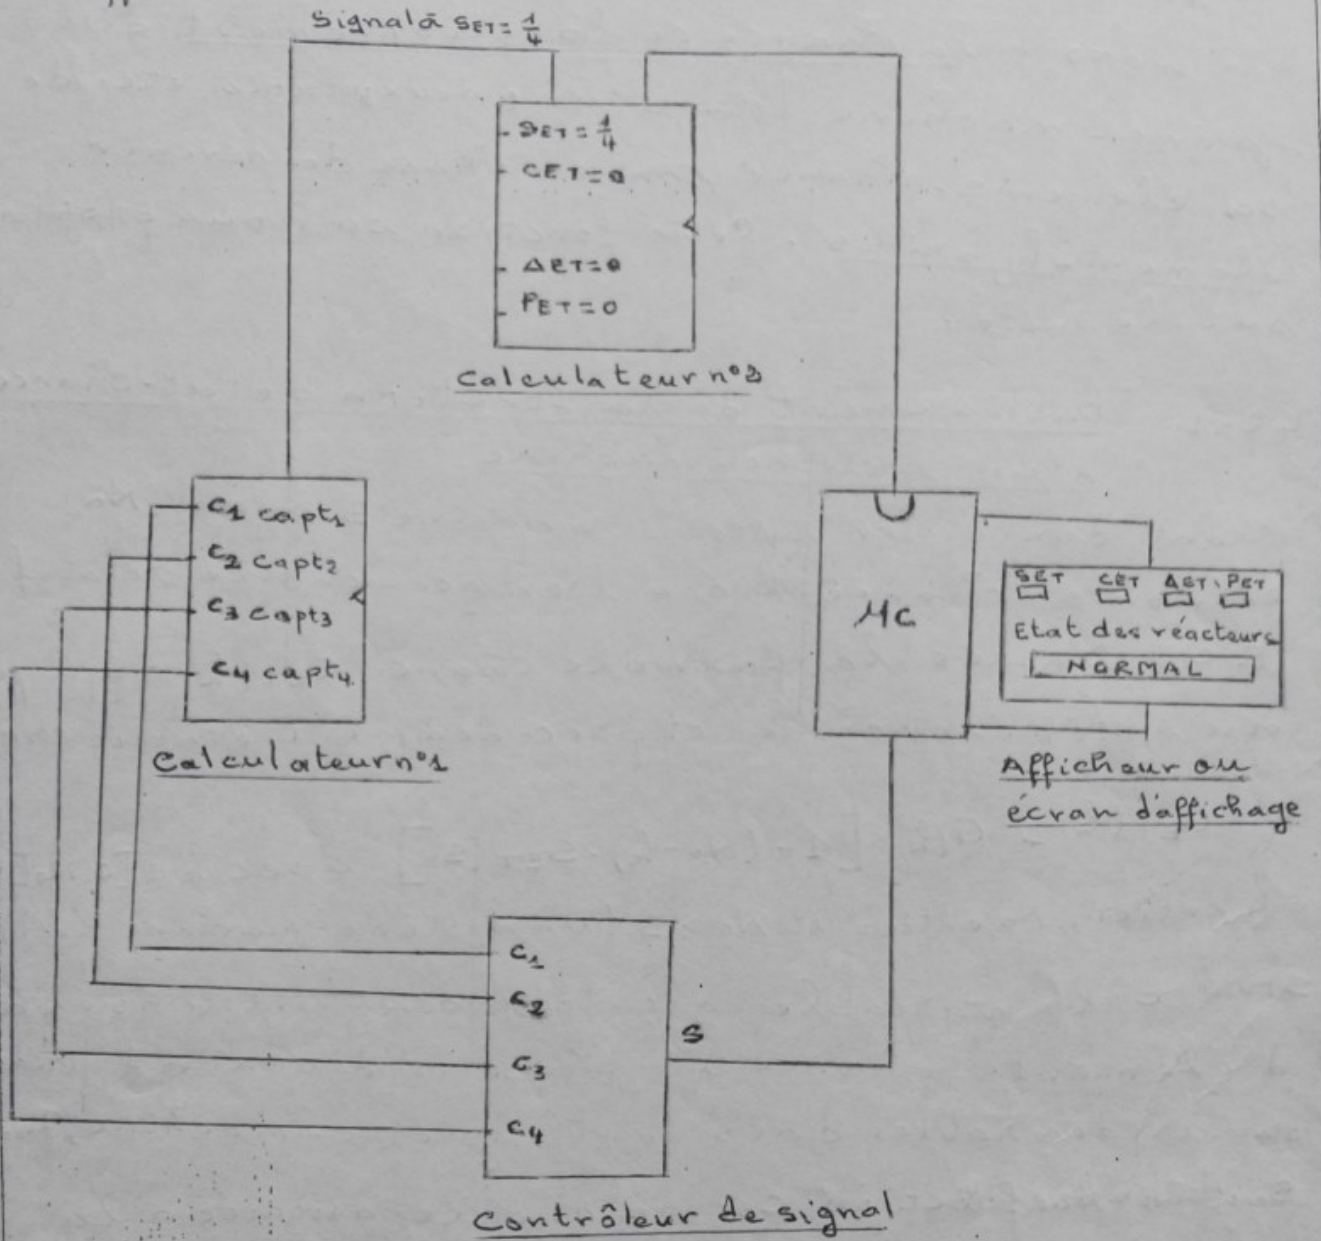 Signal à SET = 1/4
SET = 1/4
CET = 0
AET = 0
PET = 0
Calculateur n°2
C1 capt1
C2 capt2
C3 capt3
C4 capt4
Calculateur n°1
MC
SET CET AET PET
Etat des réacteurs
NORMAL
Afficheur ou
écran d'affichage
C1
C2
C3
C4
S
Contrôleur de signal